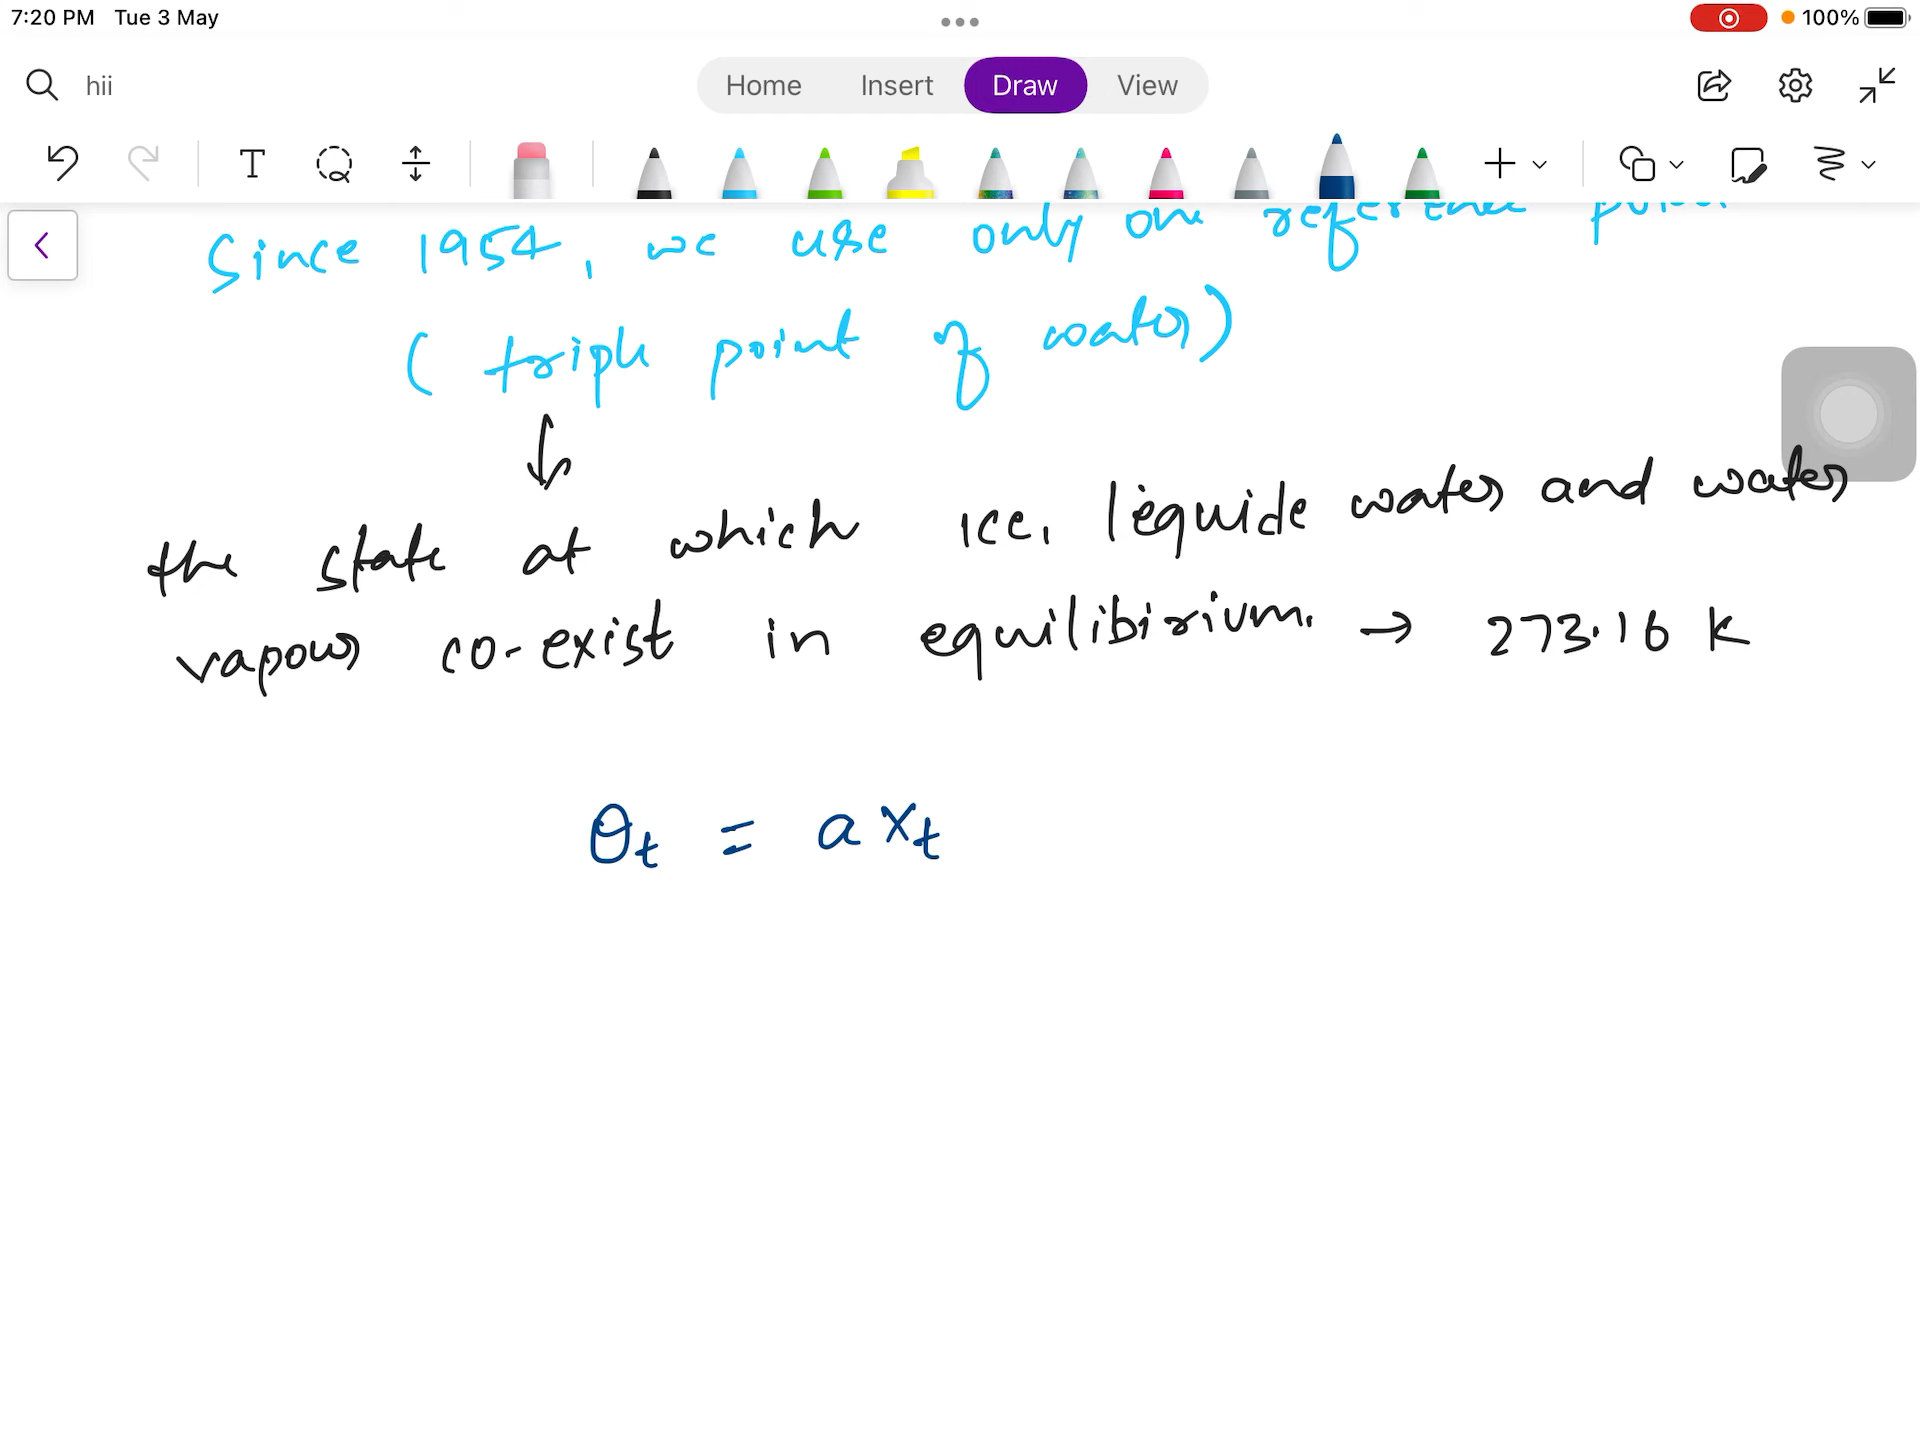 7:20 PM Tue 3 May
100%
hii
Home Insert Draw View
T
Since 1954, we use only one reference point
( triple point of water)
the state at which ice, liquide water and water
vapour co-exist in equilibirium. → 273.16 K
θt = a xt